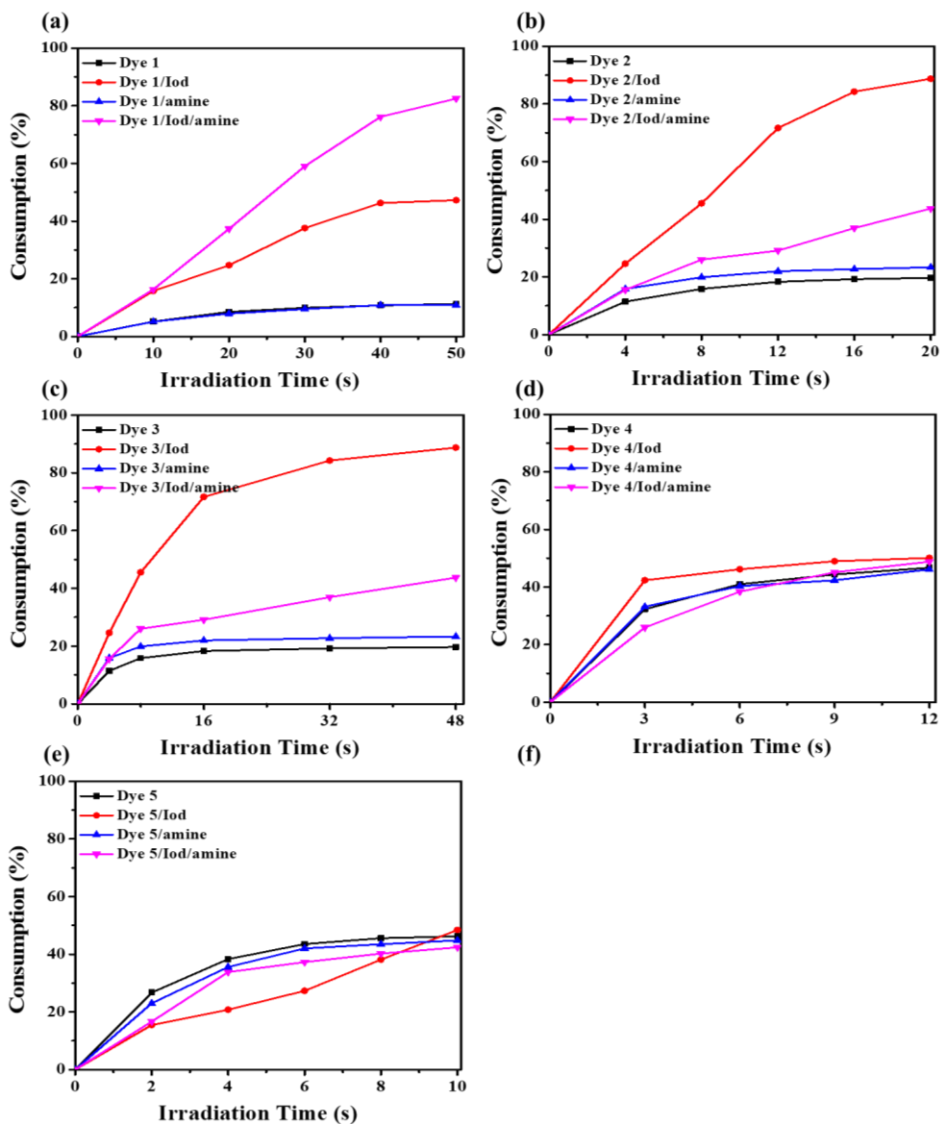 (a)
100
80
60
40
20
0
Consumption (%)
Dye 1
Dye 1/Iod
Dye 1/amine
Dye 1/Iod/amine
0 10 20 30 40 50
Irradiation Time (s)
(b)
100
80
60
40
20
0
Consumption (%)
Dye 2
Dye 2/Iod
Dye 2/amine
Dye 2/Iod/amine
0 4 8 12 16 20
Irradiation Time (s)
(c)
100
80
60
40
20
0
Consumption (%)
Dye 3
Dye 3/Iod
Dye 3/amine
Dye 3/Iod/amine
0 8 16 32 48
Irradiation Time (s)
(d)
100
80
60
40
20
0
Consumption (%)
Dye 4
Dye 4/Iod
Dye 4/amine
Dye 4/Iod/amine
0 3 6 9 12
Irradiation Time (s)
(e)
100
80
60
40
20
0
Consumption (%)
Dye 5
Dye 5/Iod
Dye 5/amine
Dye 5/Iod/amine
0 2 4 6 8 10
Irradiation Time (s)
(f)